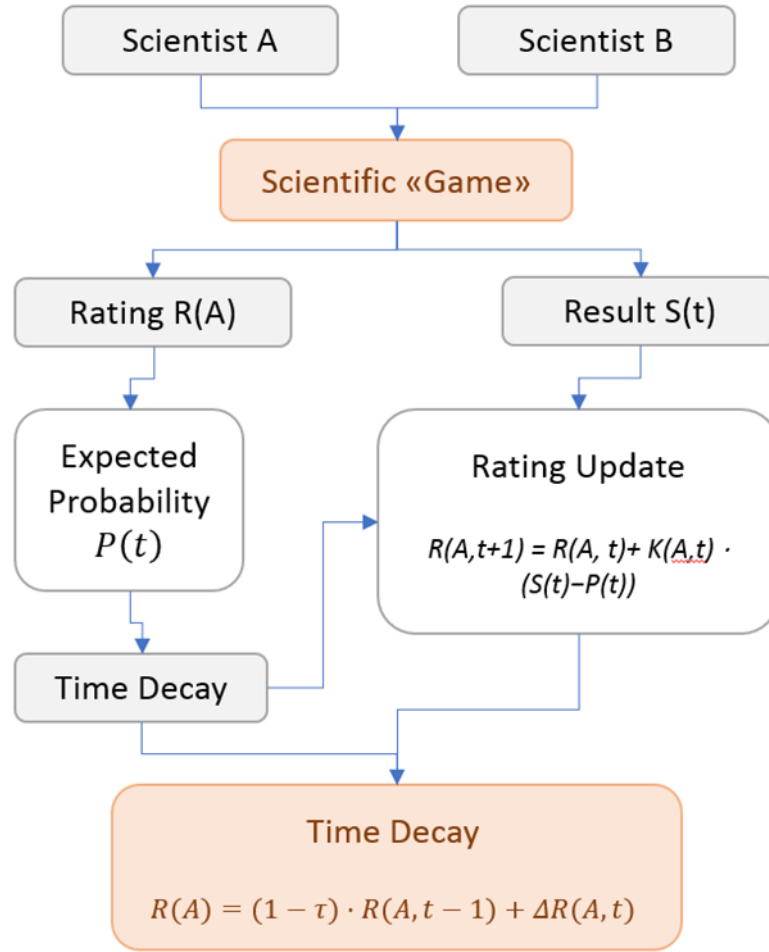 Scientist A
Scientist B
Scientific «Game»
Rating R(A)
Result S(t)
Expected
Probability
P(t)
Rating Update
R(A,t+1) = R(A, t)+ K(A,t) ·
(S(t)−P(t))
Time Decay
Time Decay
R(A) = (1 − τ) · R(A, t − 1) + ΔR(A, t)